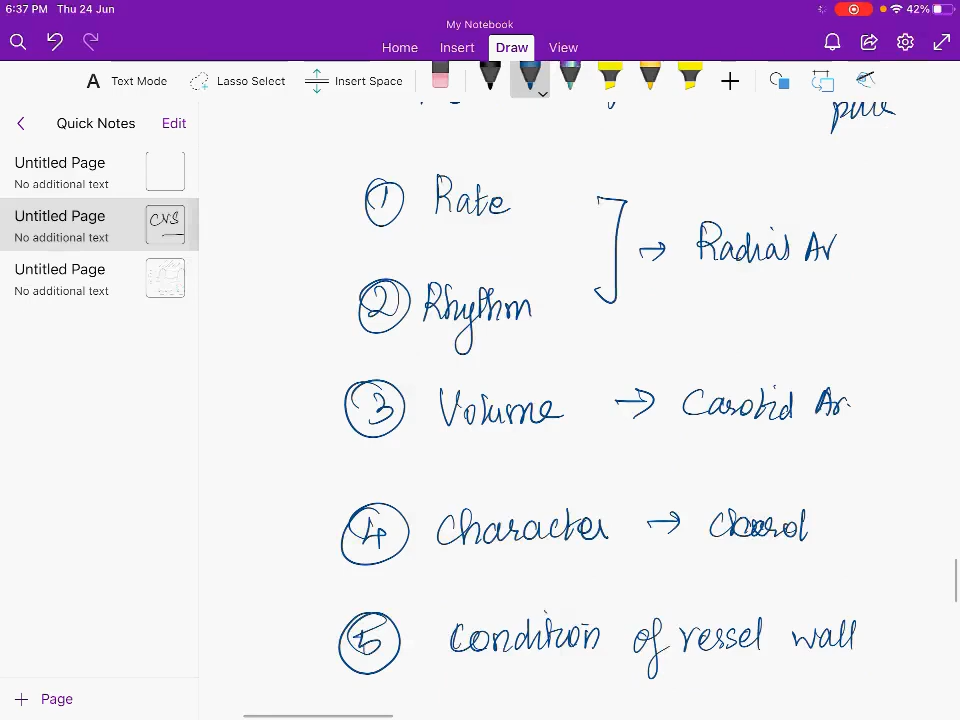 6:37 PM Thu 24 Jun
42%
My Notebook
Home Insert Draw View
Text Mode Lasso Select Insert Space
Quick Notes Edit
Untitled Page
No additional text
Untitled Page
No additional text
CNS
Untitled Page
No additional text
+ Page
① Rate
② Rhythm
] → Radial Ar
③ Volume → Carotid Ar
④ Character →
⑤ Condition of vessel wall